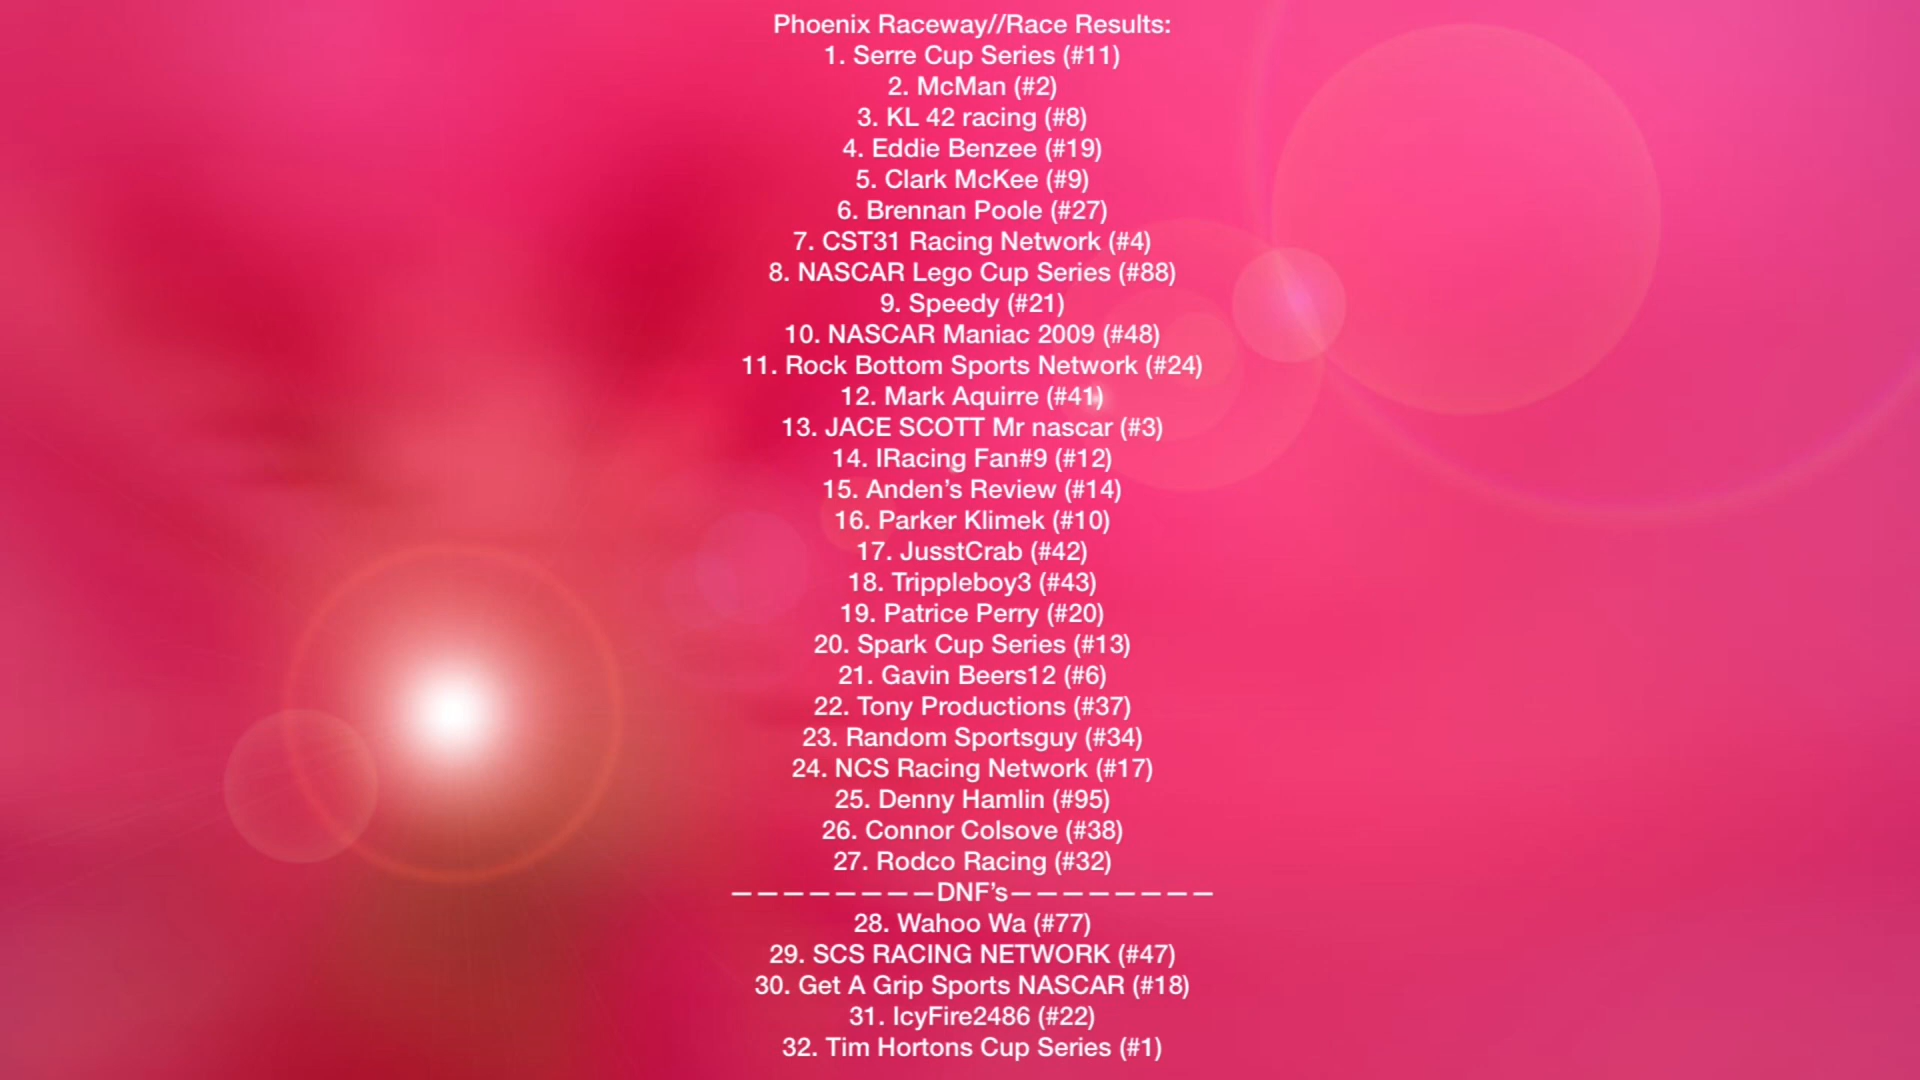 Phoenix Raceway//Race Results:
1. Serre Cup Series (#11)
2. McMan (#2)
3. KL 42 racing (#8)
4. Eddie Benzee (#19)
5. Clark McKee (#9)
6. Brennan Poole (#27)
7. CST31 Racing Network (#4)
8. NASCAR Lego Cup Series (#88)
9. Speedy (#21)
10. NASCAR Maniac 2009 (#48)
11. Rock Bottom Sports Network (#24)
12. Mark Aquirre (#41)
13. JACE SCOTT Mr nascar (#3)
14. IRacing Fan#9 (#12)
15. Anden’s Review (#14)
16. Parker Klimek (#10)
17. JusstCrab (#42)
18. Trippleboy3 (#43)
19. Patrice Perry (#20)
20. Spark Cup Series (#13)
21. Gavin Beers12 (#6)
22. Tony Productions (#37)
23. Random Sportsguy (#34)
24. NCS Racing Network (#17)
25. Denny Hamlin (#95)
26. Connor Colsove (#38)
27. Rodco Racing (#32)
————————DNF’s————————
28. Wahoo Wa (#77)
29. SCS RACING NETWORK (#47)
30. Get A Grip Sports NASCAR (#18)
31. IcyFire2486 (#22)
32. Tim Hortons Cup Series (#1)